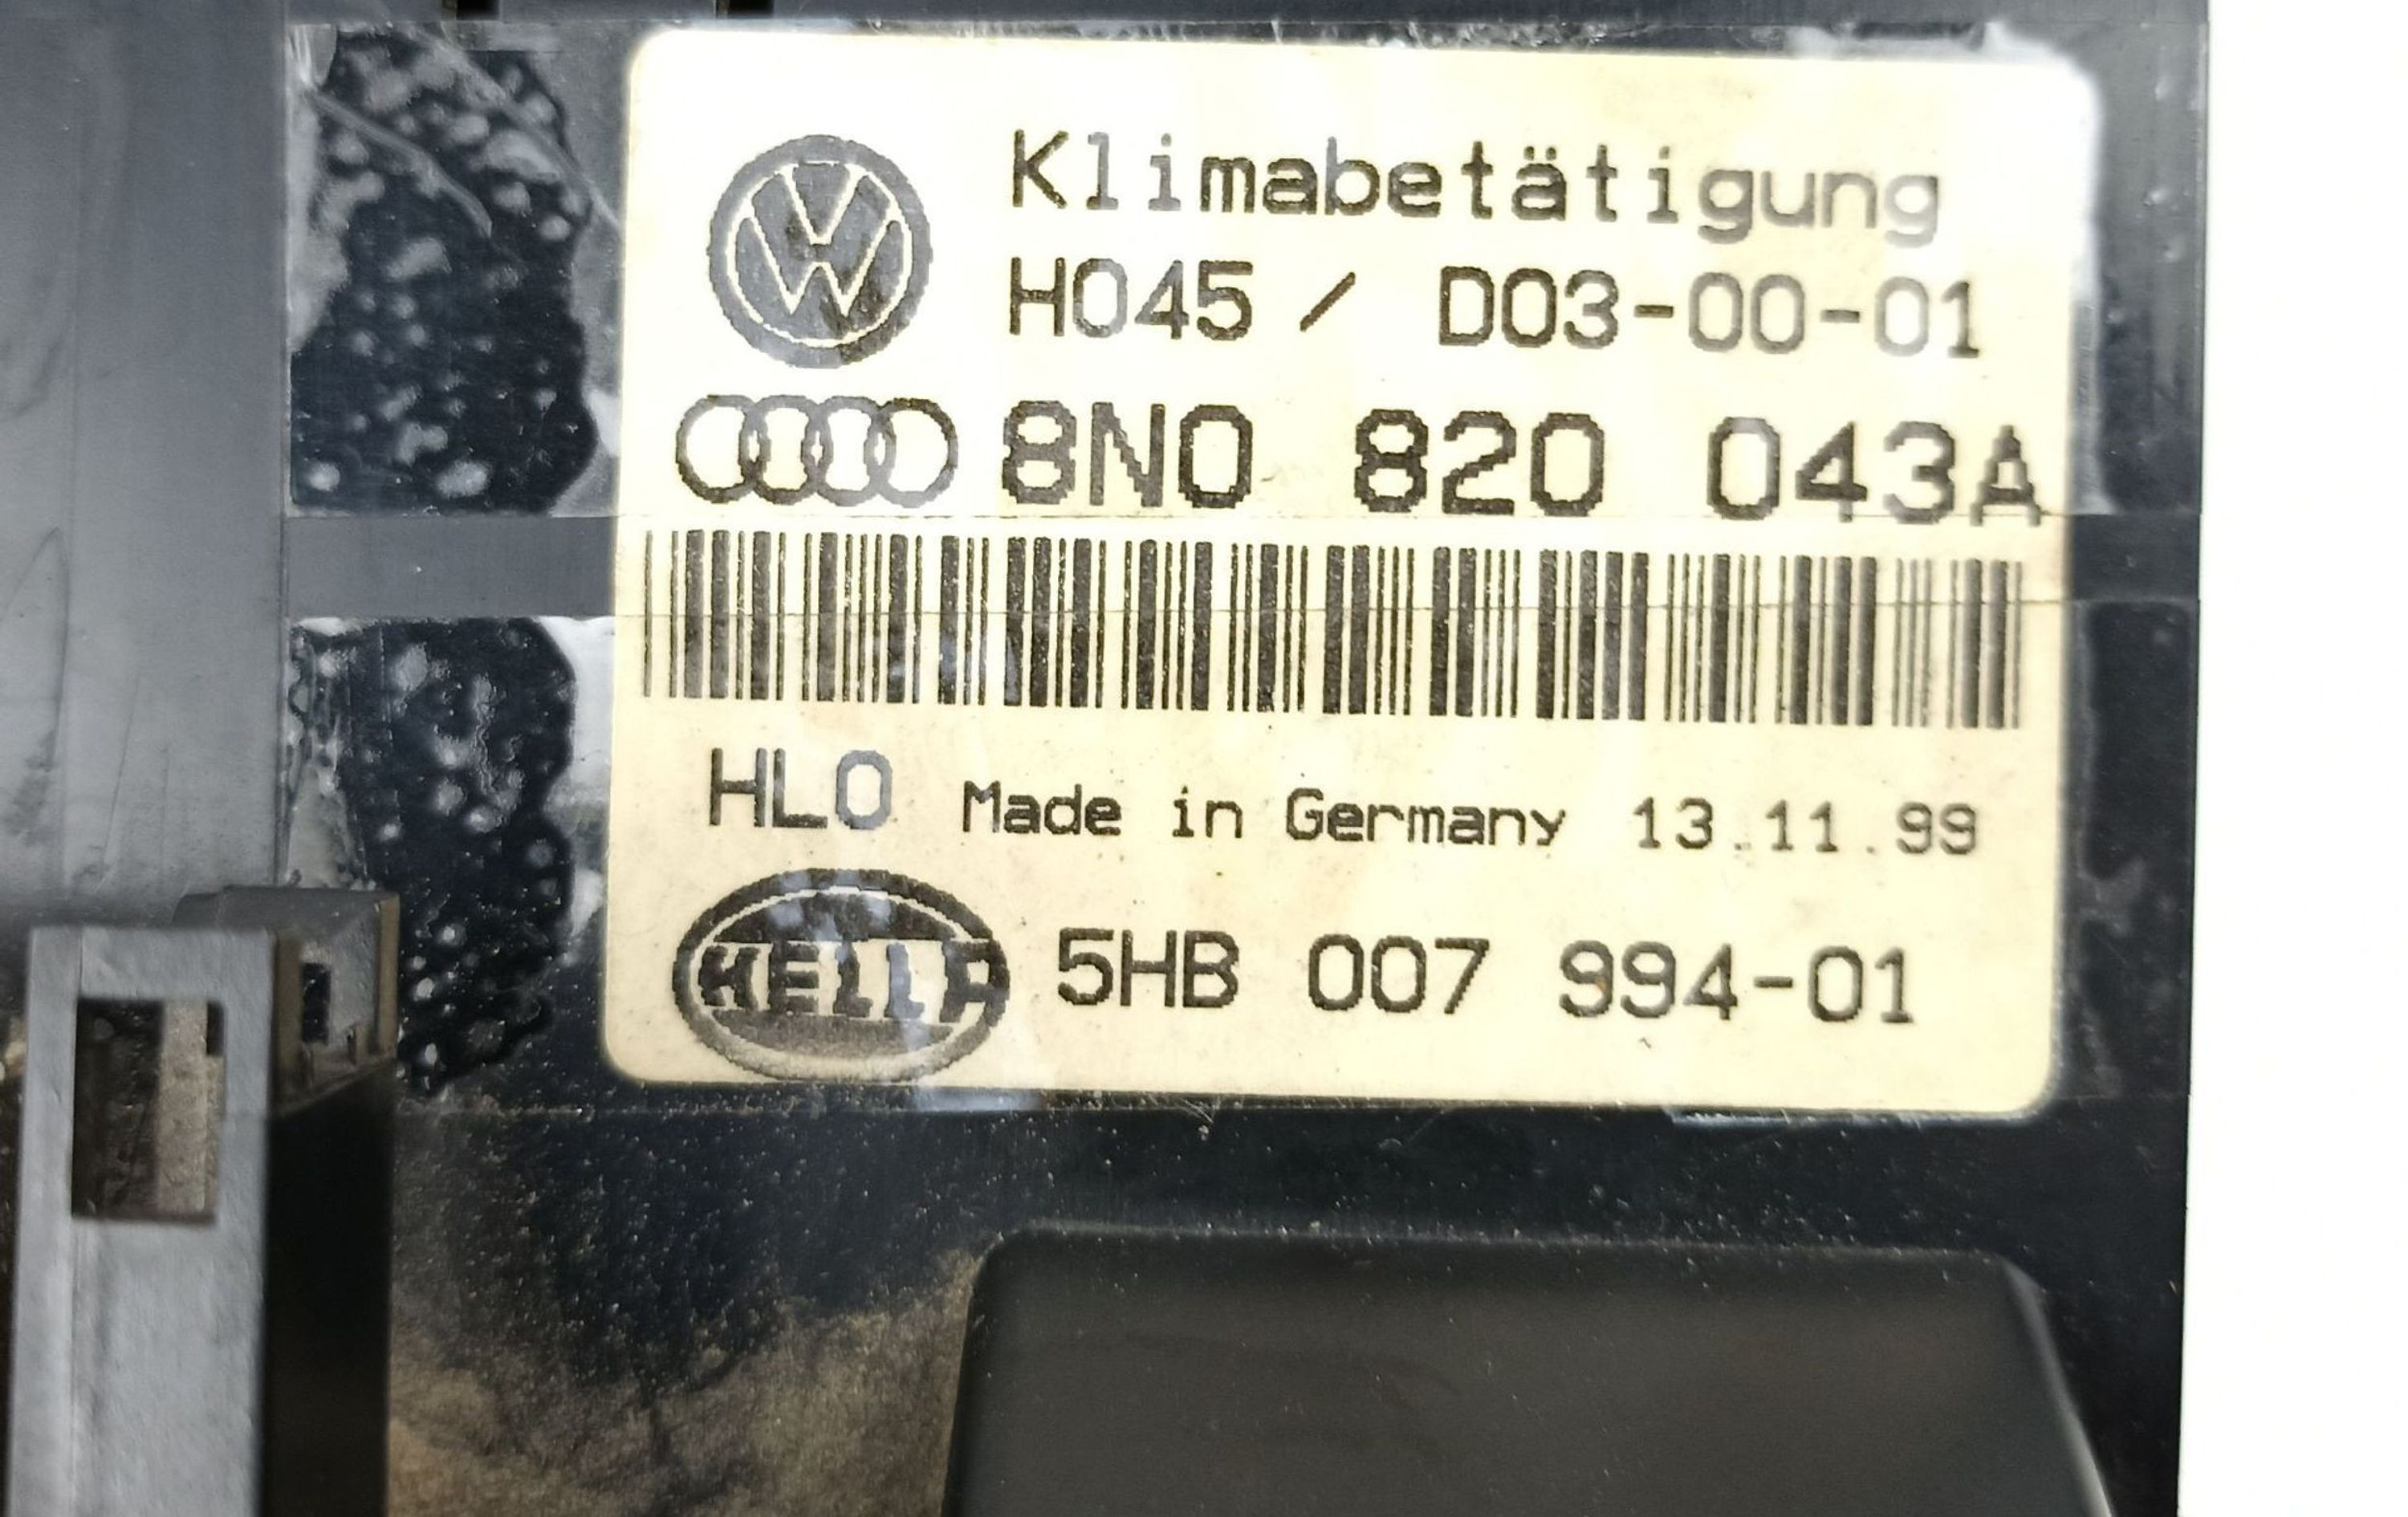 Klimabetätigung
H045 / D03-00-01
8N0 820 043A
HLO Made in Germany 13.11.99
HELLA 5HB 007 994-01